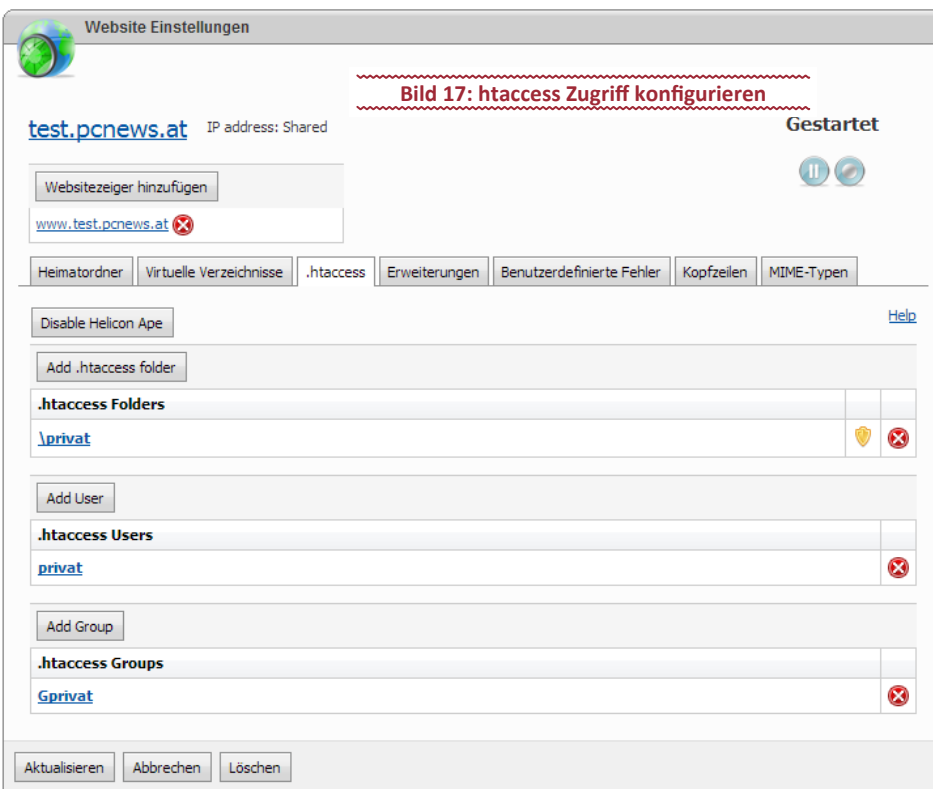 Website Einstellungen
Bild 17: htaccess Zugriff konfigurieren
test.pcnews.at IP address: Shared
Gestartet
Websitezeiger hinzufügen
www.test.pcnews.at
Heimatordner Virtuelle Verzeichnisse .htaccess Erweiterungen Benutzerdefinierte Fehler Kopfzeilen MIME-Typen
Disable Helicon Ape
Help
Add .htaccess folder
.htaccess Folders
\privat
Add User
.htaccess Users
privat
Add Group
.htaccess Groups
Gprivat
Aktualisieren Abbrechen Löschen